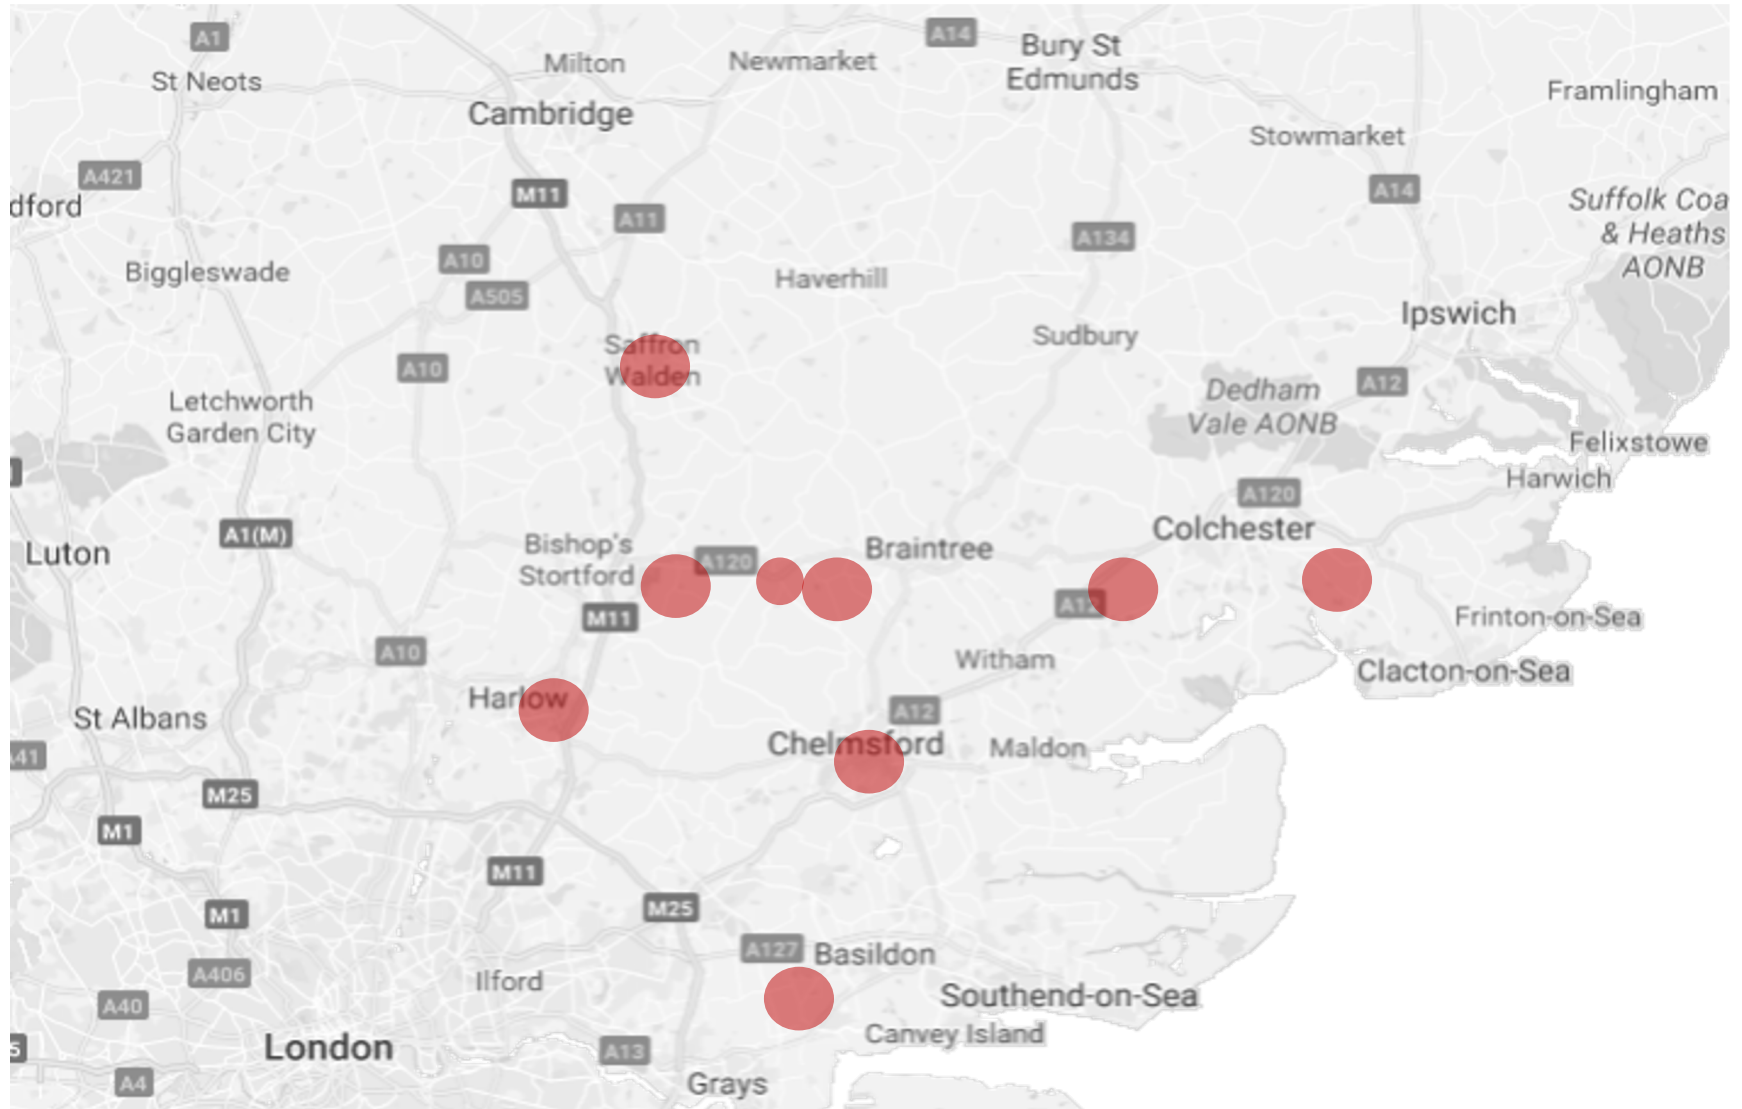 A1
A14
Bury St
Edmunds
Milton
Newmarket
St Neots
Framlingham
Cambridge
Stowmarket
A421
M11
A14
dford
A11
Suffolk Coa
& Heaths
AONB
A134
A10
Biggleswade
Haverhill
A505
Ipswich
Sudbury
Saffron
Walden
A10
A12
Dedham
Vale AONB
Letchworth
Garden City
Felixstowe
Harwich
A120
A1(M)
Colchester
Luton
Bishop's
Stortford
A120
Braintree
M11
A12
Frinton-on-Sea
A10
Witham
Clacton-on-Sea
Harlow
St Albans
A12
Chelmsford
Maldon
41
M25
M1
M11
M25
M1
A127
Basildon
A406
Ilford
Southend-on-Sea
A40
Canvey Island
London
5
A13
A4
Grays